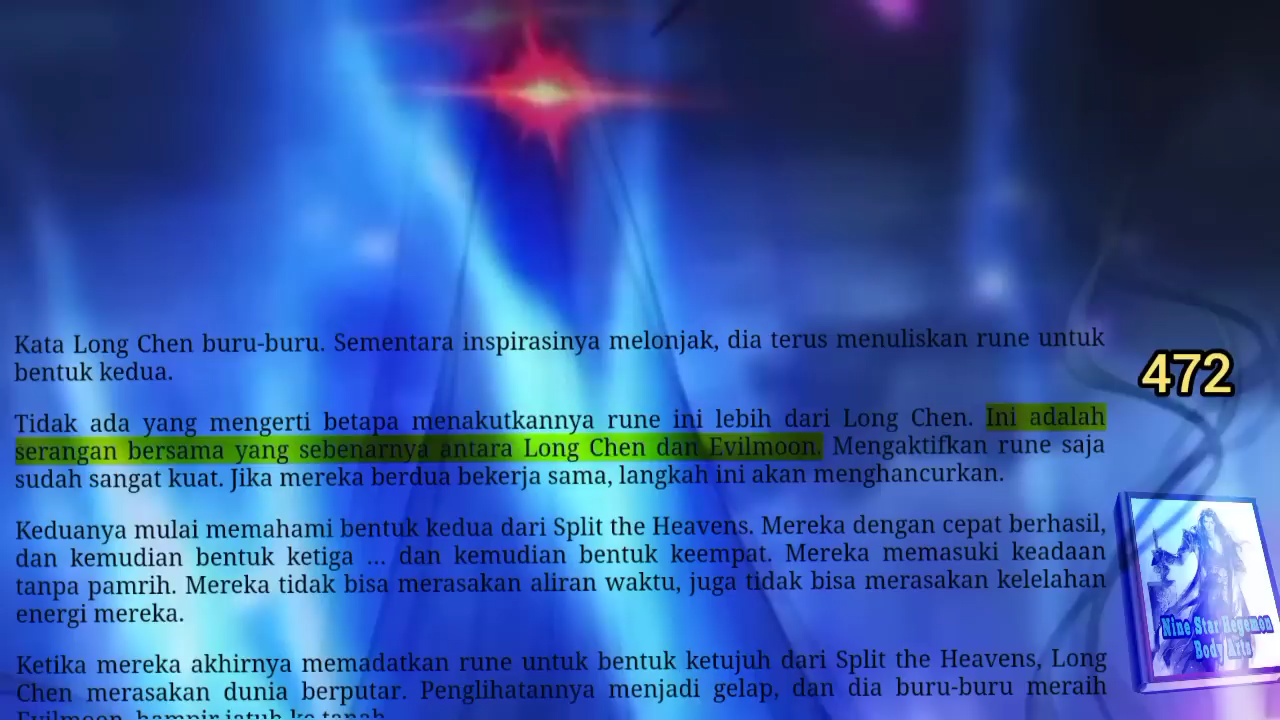 Kata Long Chen buru-buru. Sementara inspirasinya melonjak, dia terus menuliskan rune untuk
bentuk kedua.
472
Tidak ada yang mengerti betapa menakutkannya rune ini lebih dari Long Chen. Ini adalah
serangan bersama yang sebenarnya antara Long Chen dan Evilmoon. Mengaktifkan rune saja
sudah sangat kuat. Jika mereka berdua bekerja sama, langkah ini akan menghancurkan.
Keduanya mulai memahami bentuk kedua dari Split the Heavens. Mereka dengan cepat berhasil,
dan kemudian bentuk ketiga ... dan kemudian bentuk keempat. Mereka memasuki keadaan
tanpa pamrih. Mereka tidak bisa merasakan aliran waktu, juga tidak bisa merasakan kelelahan
energi mereka.
Nine Star Hegemon
Body Arts
Ketika mereka akhirnya memadatkan rune untuk bentuk ketujuh dari Split the Heavens, Long
Chen merasakan dunia berputar. Penglihatannya menjadi gelap, dan dia buru-buru meraih
Evilmoon, hampir jatuh ke tanah.